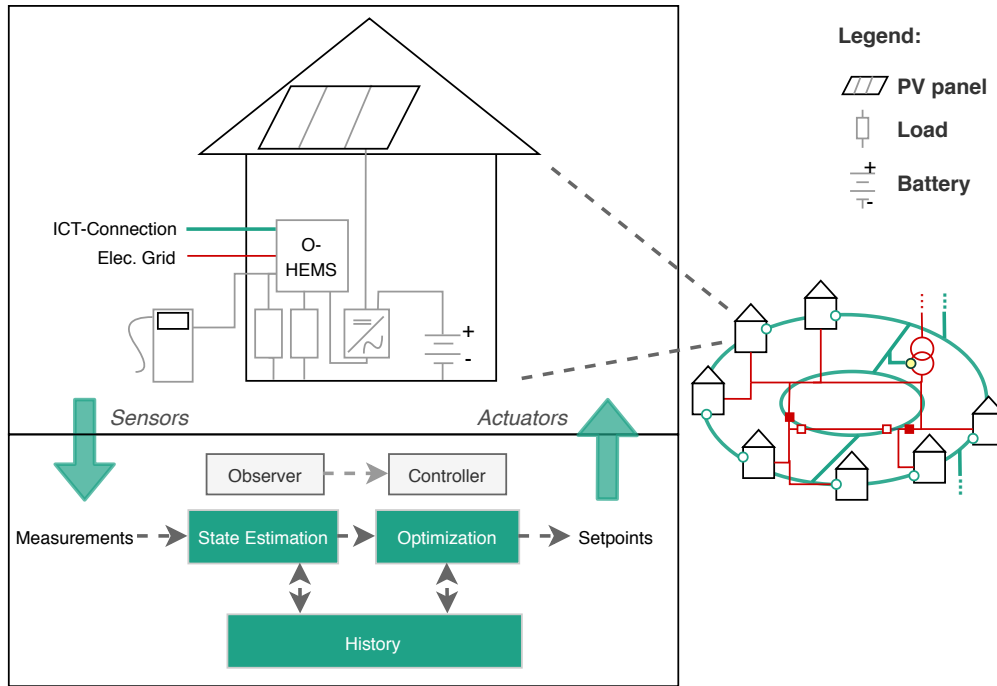 Legend:
PV panel
Load
+
Battery
-
ICT-Connection
Elec. Grid
O-
HEMS
+
-
Sensors
Actuators
Observer
Controller
Measurements
State Estimation
Optimization
Setpoints
History